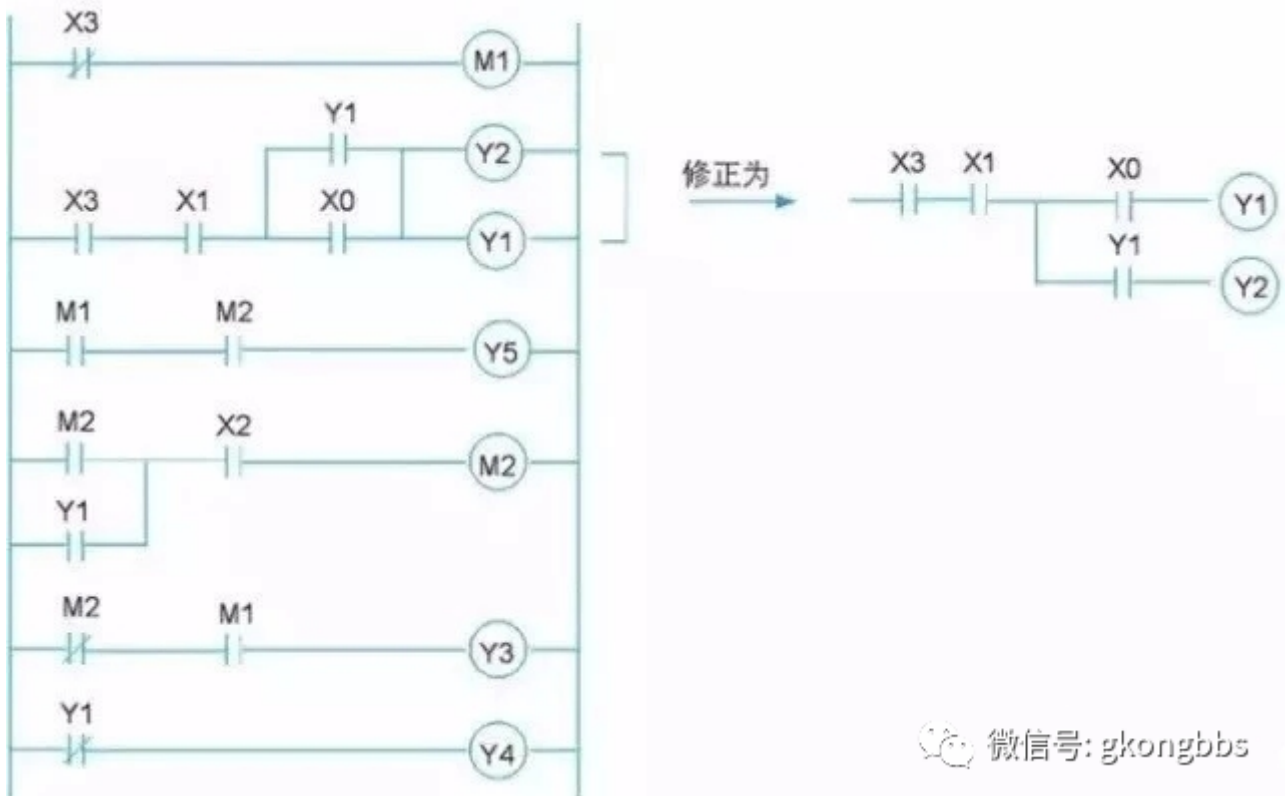 X3
M1
Y1
Y2
X3 X1 X0
Y1
修正为
X3 X1 X0
Y1
Y1
Y2
M1 M2
Y5
M2 X2
M2
Y1
M2 M1
Y3
Y1
Y4
微信号: gkongbbs